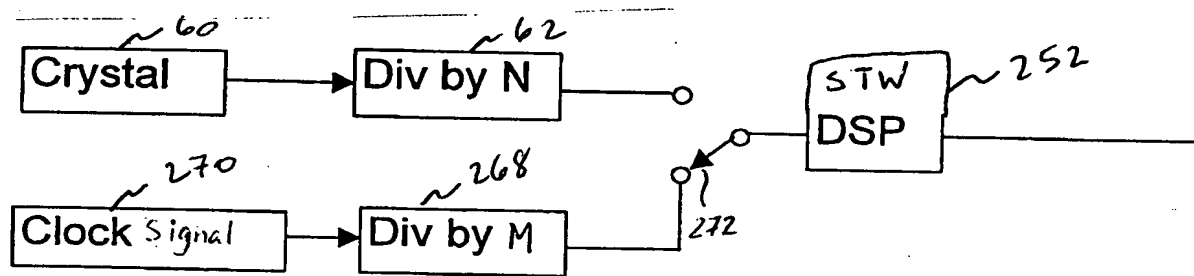 60
62
Crystal
Div by N
STW
DSP
252
270
268
Clock Signal
Div by M
272